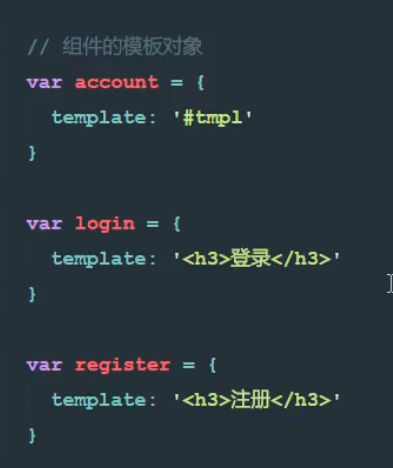 // 组件的模板对象
var account = {
  template: '#tmpl'
}
var login = {
  template: '<h3>登录</h3>'
}
var register = {
  template: '<h3>注册</h3>'
}